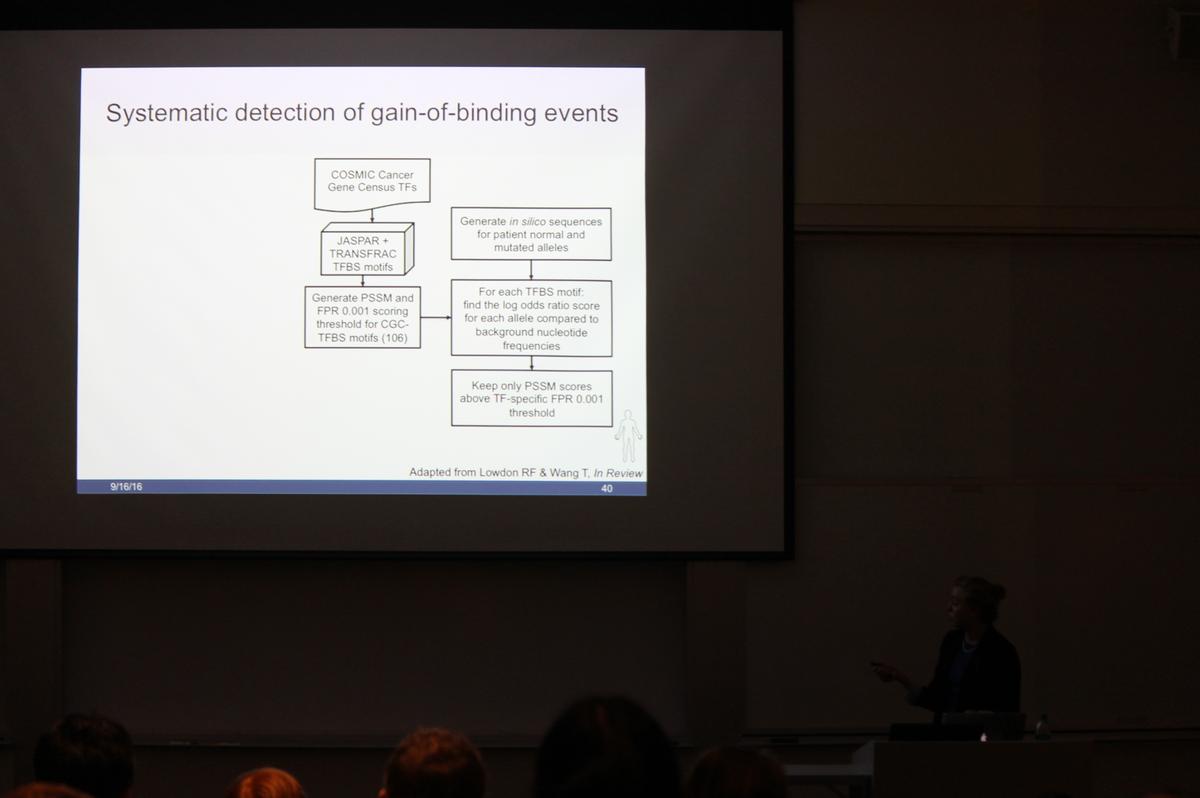 Systematic detection of gain-of-binding events
COSMIC Cancer
Gene Census TFs
JASPAR +
TRANSFRAC
TFBS motifs
Generate PSSM and
FPR 0.001 scoring
threshold for CGC-
TFBS motifs (106)
Generate in silico sequences
for patient normal and
mutated alleles
For each TFBS motif:
find the log odds ratio score
for each allele compared to
background nucleotide
frequencies
Keep only PSSM scores
above TF-specific FPR 0.001
threshold
Adapted from Lowdon RF & Wang T, In Review
9/16/16
40